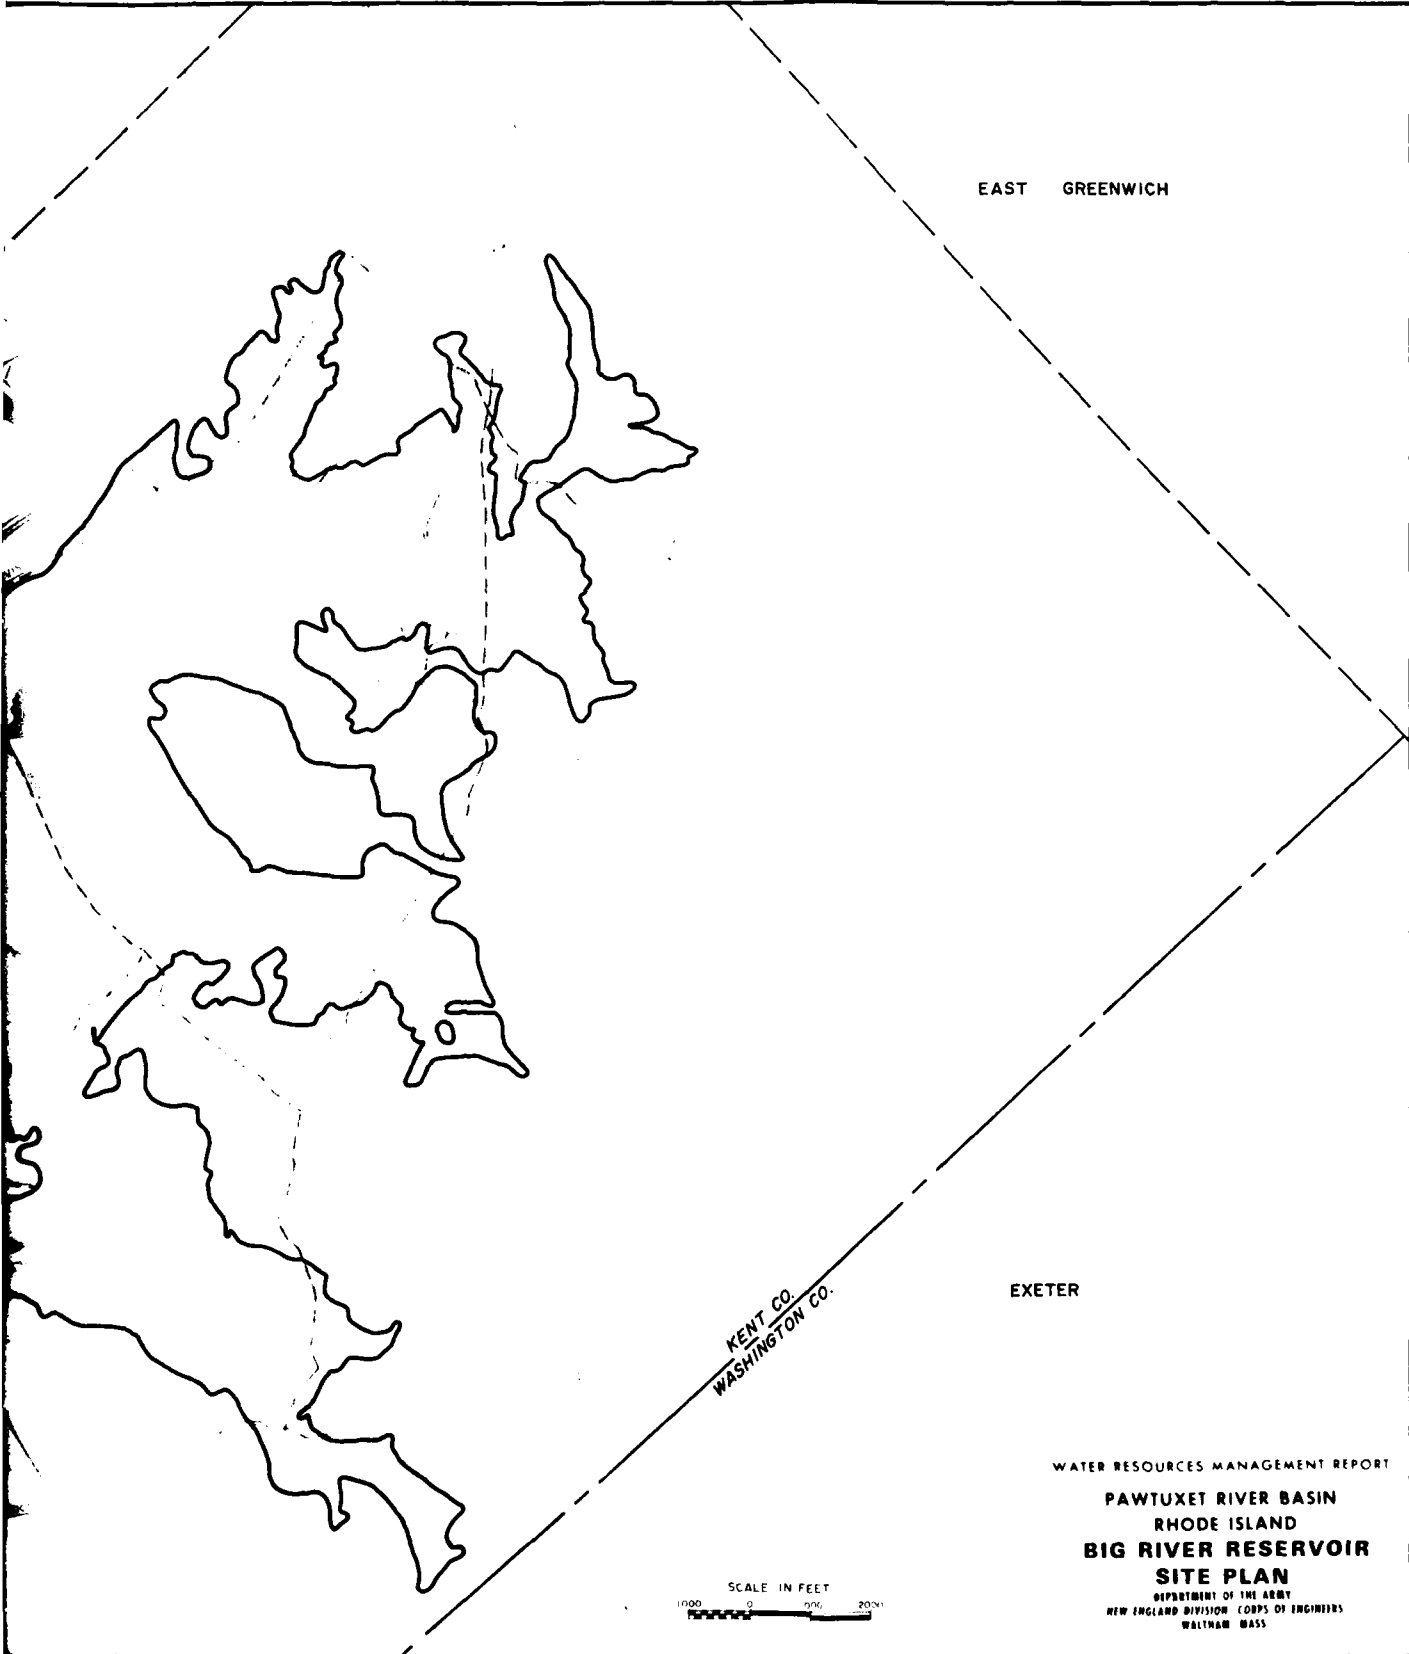 EAST GREENWICH
KENT CO.
WASHINGTON CO.
EXETER
WATER RESOURCES MANAGEMENT REPORT
PAWTUXET RIVER BASIN
RHODE ISLAND
BIG RIVER RESERVOIR
SITE PLAN
DEPARTMENT OF THE ARMY
NEW ENGLAND DIVISION CORPS OF ENGINEERS
WALTHAM MASS
SCALE IN FEET
1000 0 2000